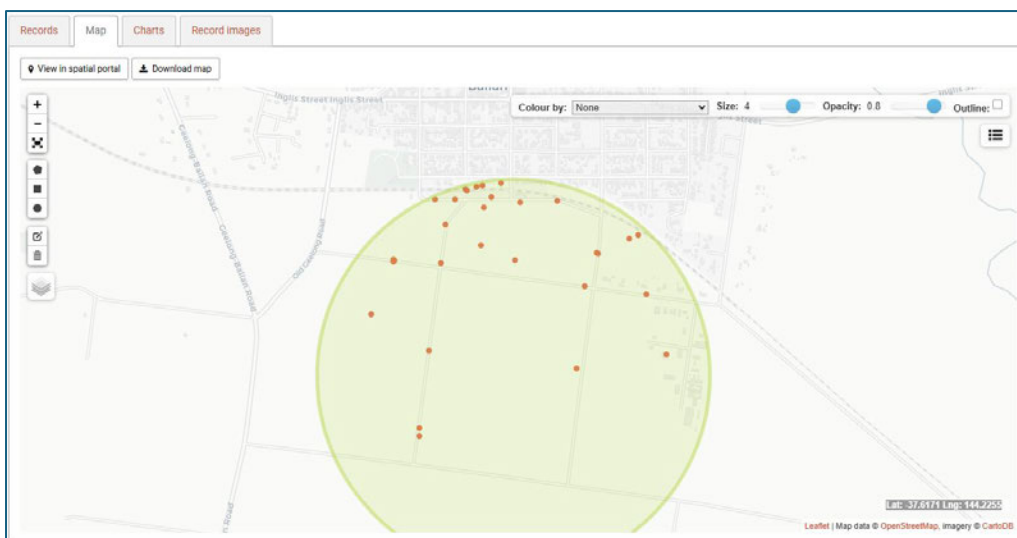 Records Map Charts Record images
View in spatial portal Download map
Inglis Street Inglis Street
Colour by: None Size: 4 Opacity: 0.8 Outline:
+
−
Geelong-Ballan Road
Old Geelong Road
Geelong-Ballan Road
Road
Lat: -37.6171 Lng: 144.2255
Leaflet | Map data © OpenStreetMap, imagery © CartoDB